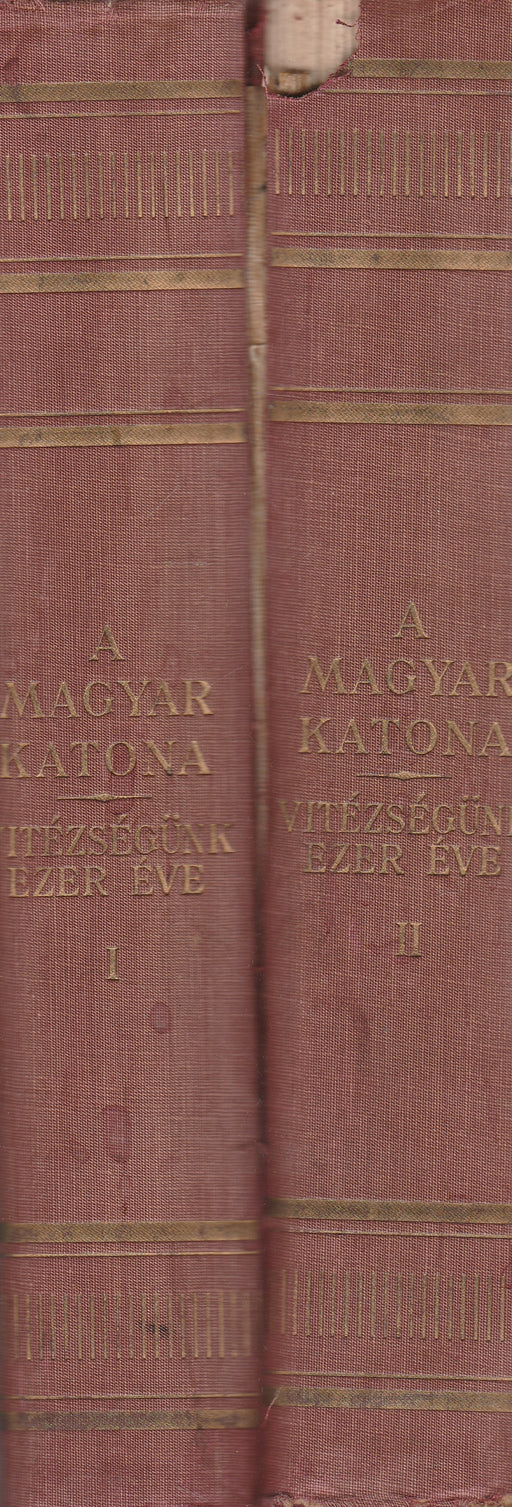 A
MAGYAR
KATONA
VITÉZSÉGÜNK
EZER ÉVE
I
A
MAGYAR
KATONA
VITÉZSÉGÜNK
EZER ÉVE
II